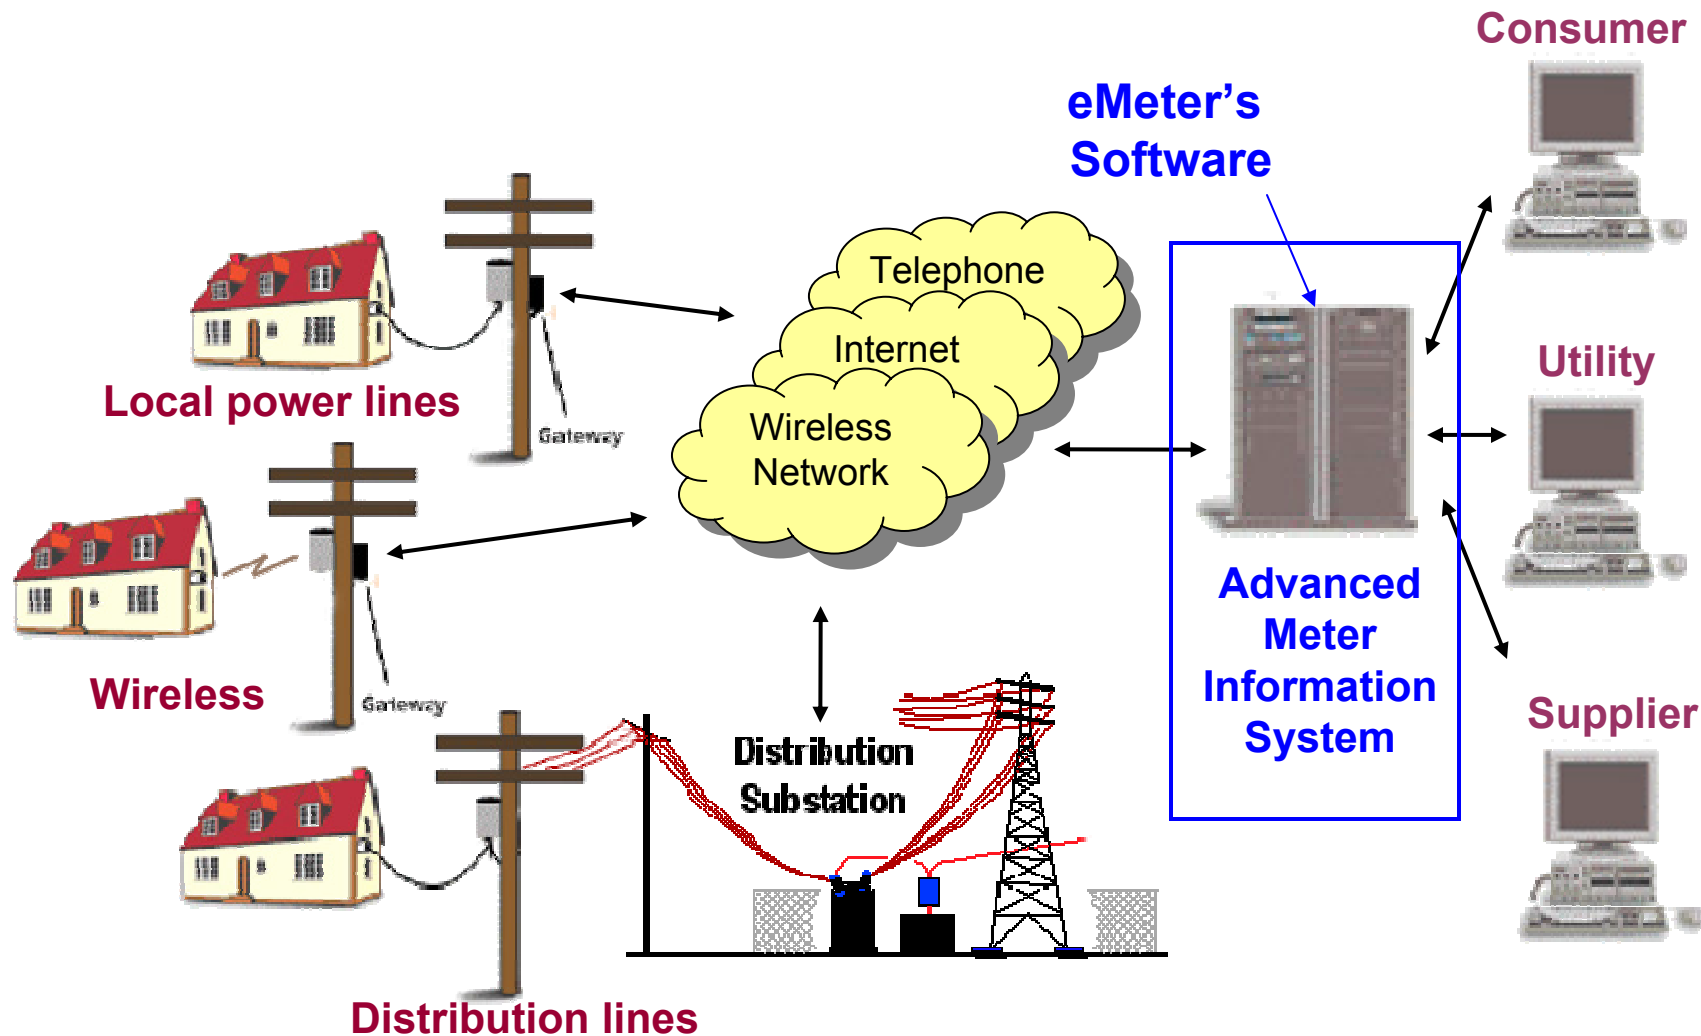 Consumer
eMeter’s
Software
Telephone
Internet
Wireless
Network
Local power lines
Gateway
Utility
Wireless
Gateway
Advanced
Meter
Information
System
Supplier
Distribution
Substation
Distribution lines